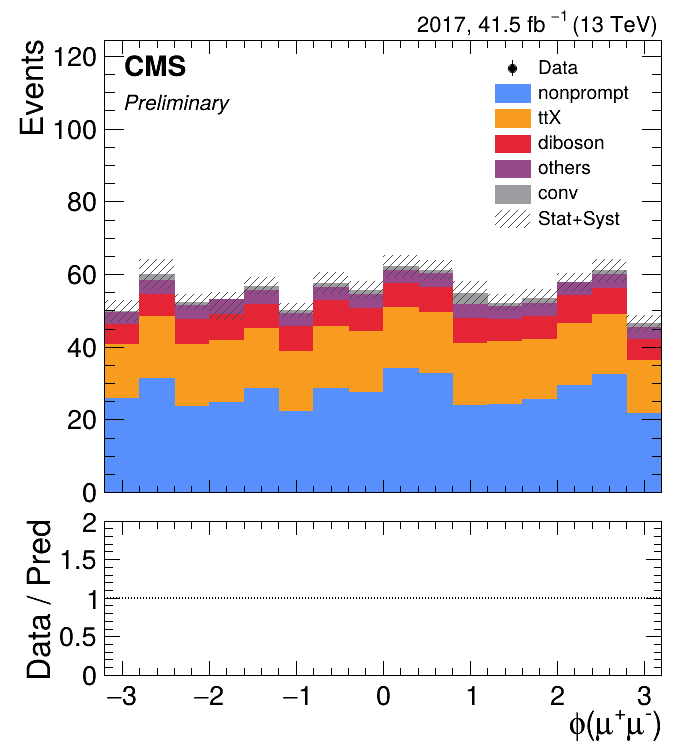 2017, 41.5 fb⁻¹ (13 TeV)
CMS
Preliminary
Data
nonprompt
ttX
diboson
others
conv
Stat+Syst
Events
120
100
80
60
40
20
0
Data / Pred
2
1.5
1
0.5
0
−3 −2 −1 0 1 2 3
ϕ(μ⁺μ⁻)